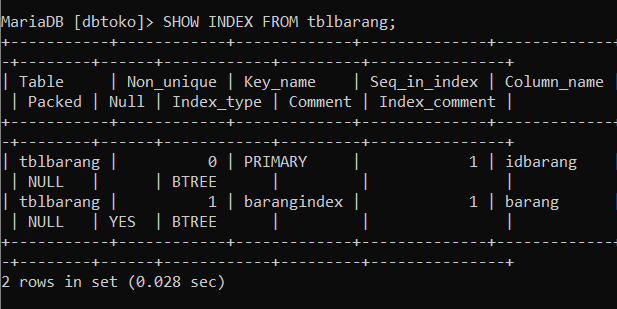 MariaDB [dbtoko]> SHOW INDEX FROM tblbarang;
+-----------+------------+-------------+--------------+-------------
-+--------+------+------------+---------+---------------+
| Table     | Non_unique | Key_name    | Seq_in_index | Column_name
 | Packed | Null | Index_type | Comment | Index_comment |
+-----------+------------+-------------+--------------+-------------
-+--------+------+------------+---------+---------------+
| tblbarang |          0 | PRIMARY     |            1 | idbarang
 | NULL   |      | BTREE      |         |               |
| tblbarang |          1 | barangindex |            1 | barang
 | NULL   | YES  | BTREE      |         |               |
+-----------+------------+-------------+--------------+-------------
-+--------+------+------------+---------+---------------+
2 rows in set (0.028 sec)